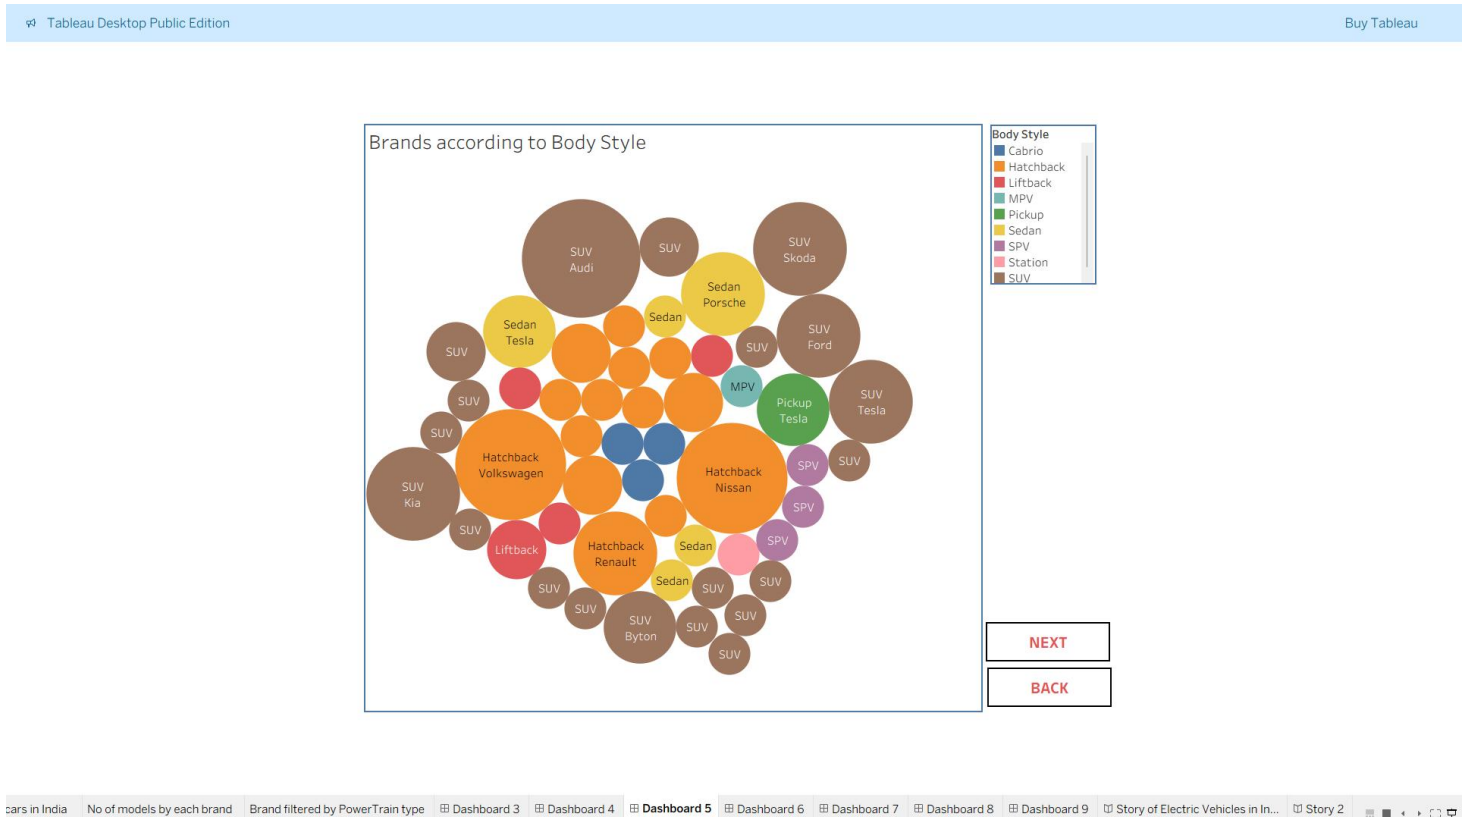 Tableau Desktop Public Edition
Buy Tableau
Brands according to Body Style
Body Style
Cabrio
Hatchback
Liftback
MPV
Pickup
Sedan
SPV
Station
SUV
SUV
Audi
SUV
SUV
Skoda
Sedan
Porsche
Sedan
Tesla
Sedan
SUV
Ford
SUV
SUV
MPV
SUV
Tesla
Pickup
Tesla
SUV
SUV
Hatchback
Volkswagen
Hatchback
Nissan
SPV
SUV
SUV
Kia
SPV
SUV
SPV
Liftback
Hatchback
Renault
Sedan
Sedan
SUV
SUV
SUV
SUV
SUV
Byton
SUV
SUV
SUV
NEXT
BACK
cars in India
No of models by each brand
Brand filtered by PowerTrain type
Dashboard 3
Dashboard 4
Dashboard 5
Dashboard 6
Dashboard 7
Dashboard 8
Dashboard 9
Story of Electric Vehicles in In...
Story 2